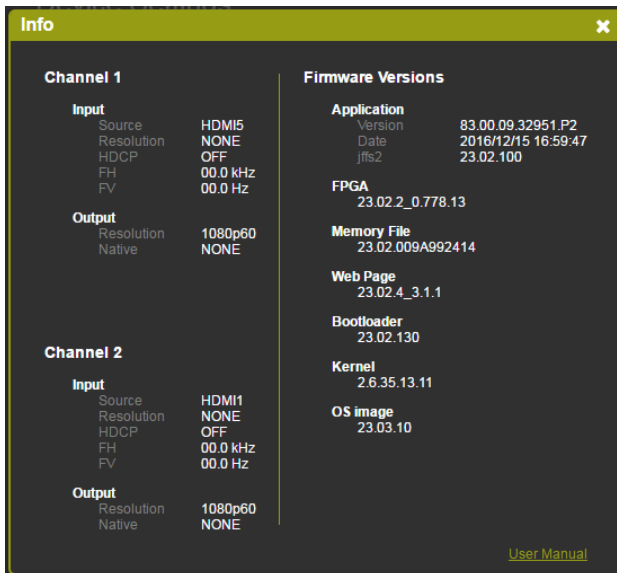 Info
Channel 1
Input
Source HDMI5
Resolution NONE
HDCP OFF
FH 00.0 kHz
FV 00.0 Hz
Output
Resolution 1080p60
Native NONE
Channel 2
Input
Source HDMI1
Resolution NONE
HDCP OFF
FH 00.0 kHz
FV 00.0 Hz
Output
Resolution 1080p60
Native NONE
Firmware Versions
Application
Version 83.00.09.32951.P2
Date 2016/12/15 16:59:47
jffs2 23.02.100
FPGA
23.02.2_0.778.13
Memory File
23.02.009A992414
Web Page
23.02.4_3.1.1
Bootloader
23.02.130
Kernel
2.6.35.13.11
OS image
23.03.10
User Manual